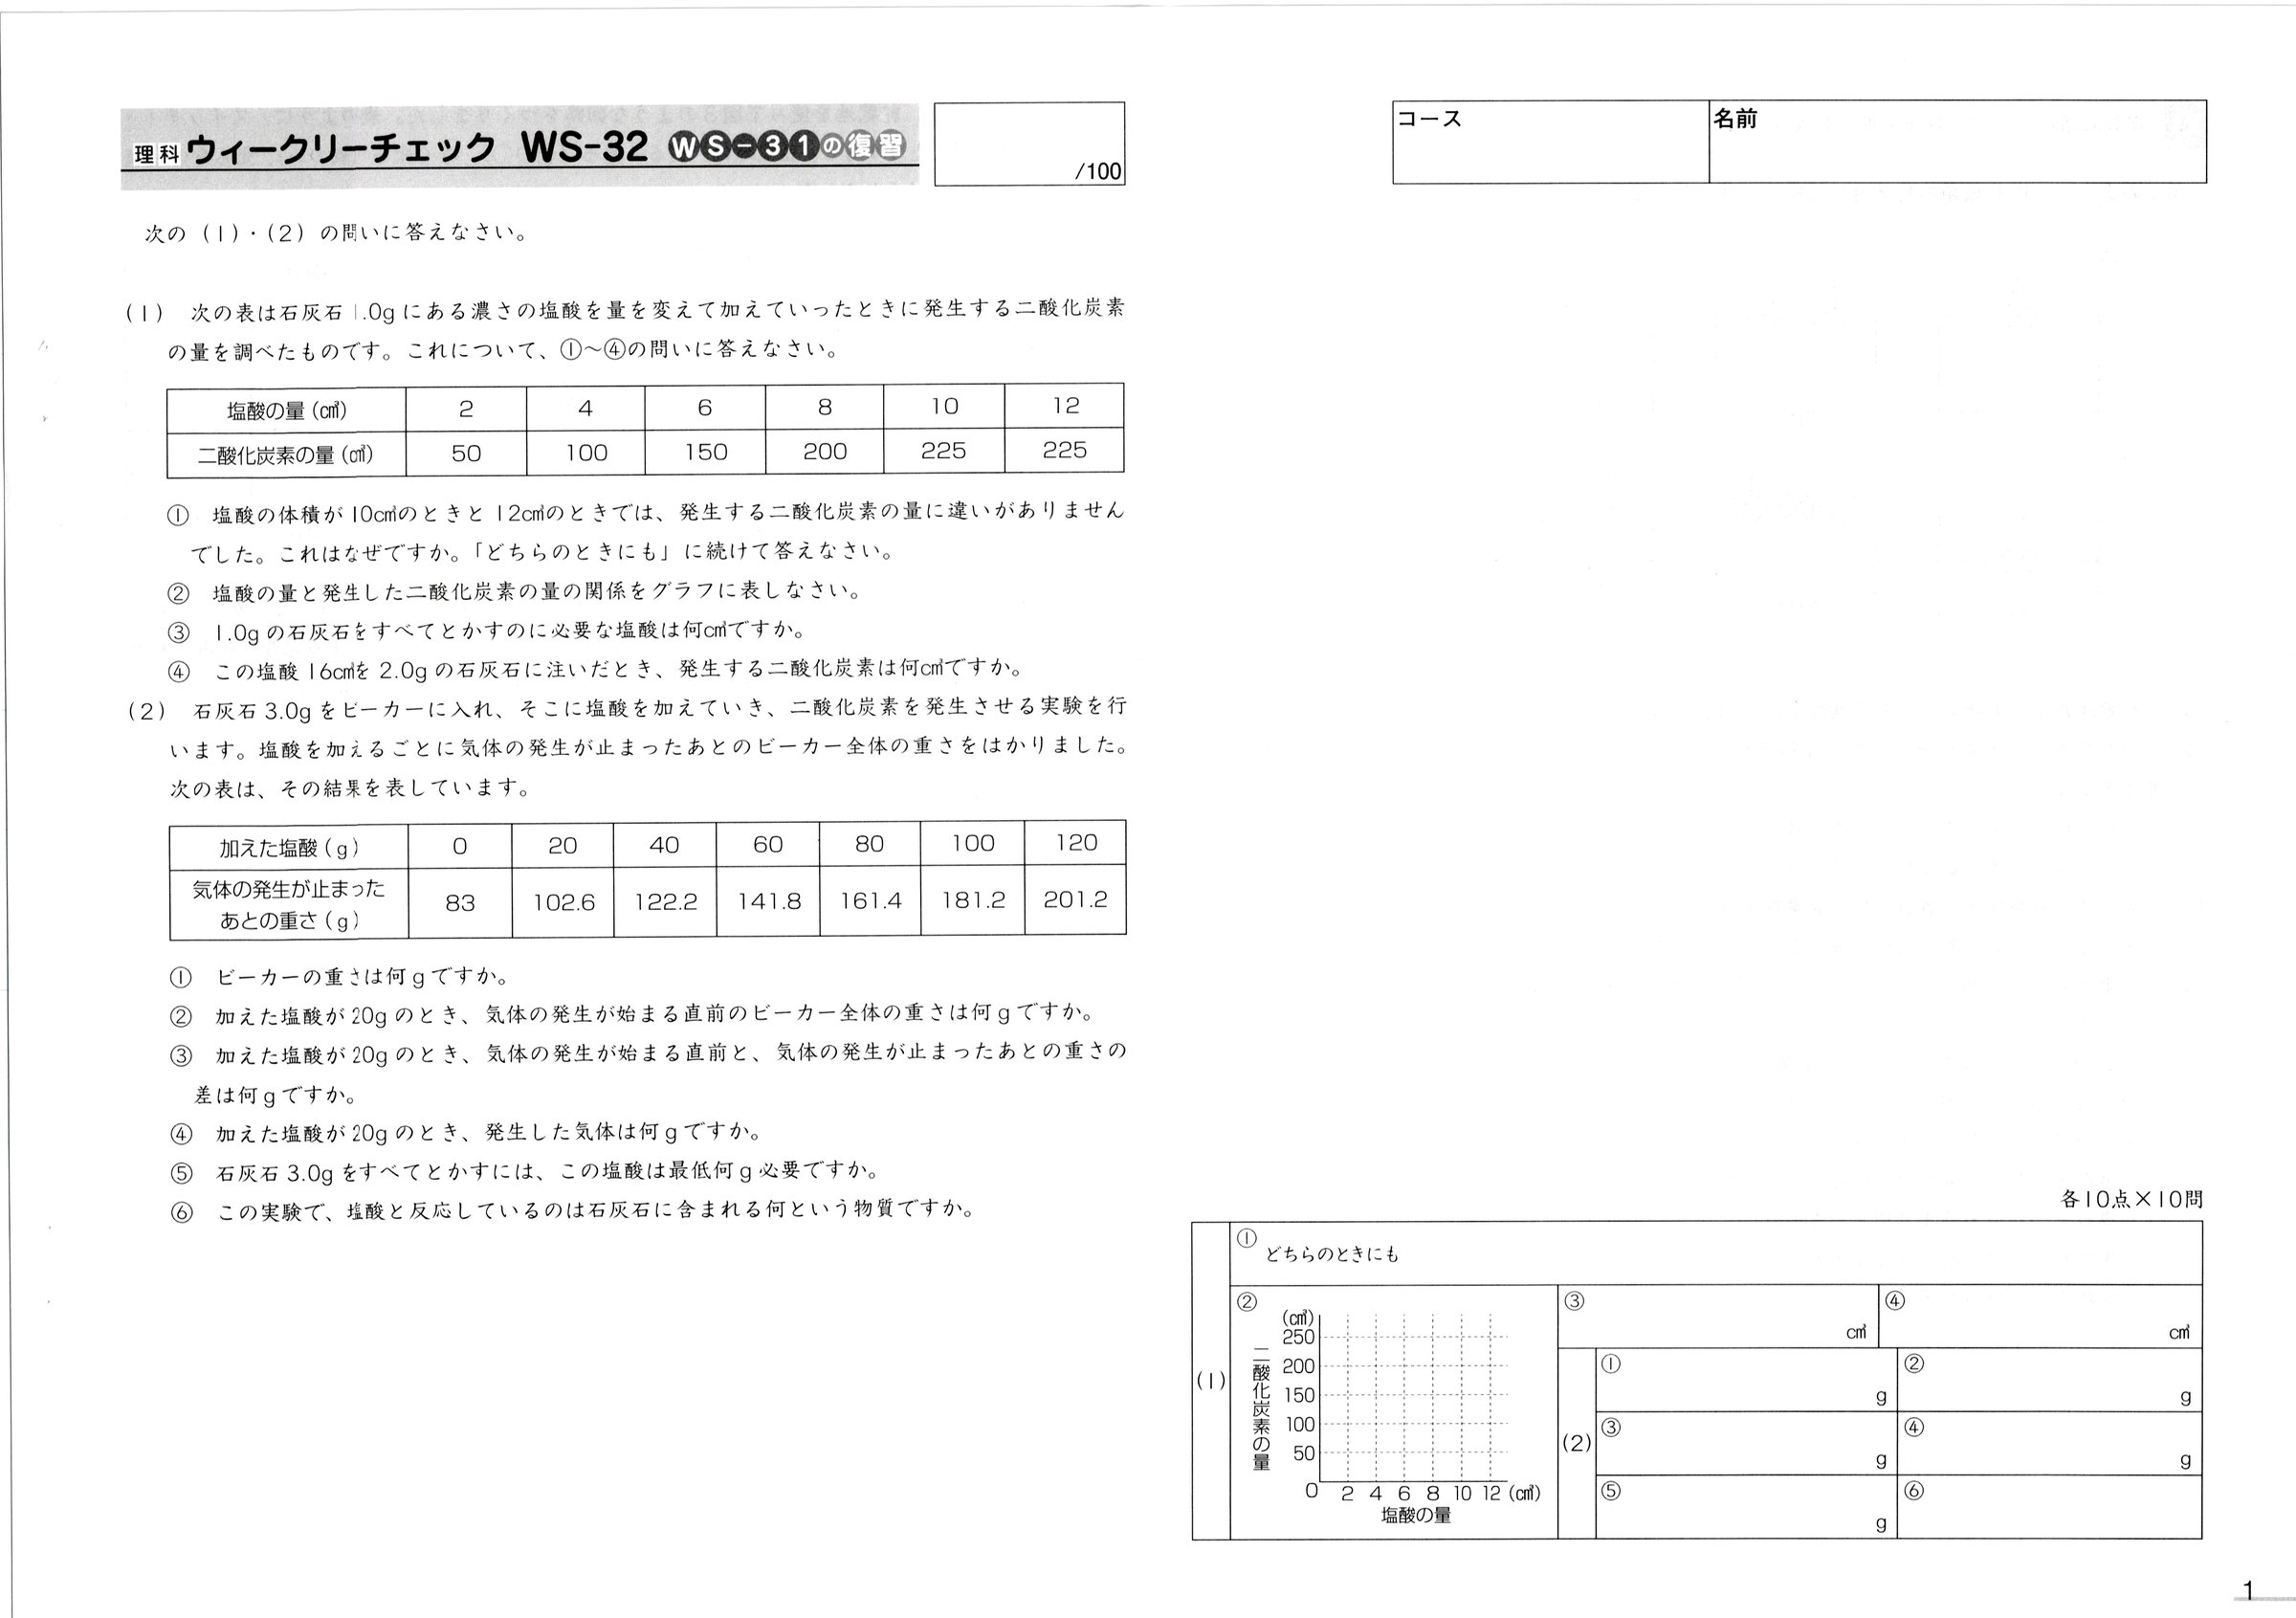 理科 ウィークリーチェック WS-32 WS-31の復習
/100
コース
名前
次の（1）・（2）の問いに答えなさい。
（1） 次の表は石灰石1.0gにある濃さの塩酸を量を変えて加えていったときに発生する二酸化炭素
の量を調べたものです。これについて、①～④の問いに答えなさい。
塩酸の量（㎤） 2 4 6 8 10 12
二酸化炭素の量（㎤） 50 100 150 200 225 225
① 塩酸の体積が10㎤のときと12㎤のときでは、発生する二酸化炭素の量に違いがありません
でした。これはなぜですか。「どちらのときにも」に続けて答えなさい。
② 塩酸の量と発生した二酸化炭素の量の関係をグラフに表しなさい。
③ 1.0gの石灰石をすべてとかすのに必要な塩酸は何㎤ですか。
④ この塩酸16㎤を2.0gの石灰石に注いだとき、発生する二酸化炭素は何㎤ですか。
（2） 石灰石3.0gをビーカーに入れ、そこに塩酸を加えていき、二酸化炭素を発生させる実験を行
います。塩酸を加えるごとに気体の発生が止まったあとのビーカー全体の重さをはかりました。
次の表は、その結果を表しています。
加えた塩酸（g） 0 20 40 60 80 100 120
気体の発生が止まった
あとの重さ（g） 83 102.6 122.2 141.8 161.4 181.2 201.2
① ビーカーの重さは何gですか。
② 加えた塩酸が20gのとき、気体の発生が始まる直前のビーカー全体の重さは何gですか。
③ 加えた塩酸が20gのとき、気体の発生が始まる直前と、気体の発生が止まったあとの重さの
差は何gですか。
④ 加えた塩酸が20gのとき、発生した気体は何gですか。
⑤ 石灰石3.0gをすべてとかすには、この塩酸は最低何g必要ですか。
⑥ この実験で、塩酸と反応しているのは石灰石に含まれる何という物質ですか。
各10点×10問
（1）
① どちらのときにも
②
（㎤）
250
200
150
100
50
0 2 4 6 8 10 12（㎤）
二酸化炭素の量
塩酸の量
③ ㎤
④ ㎤
（2）
① g
② g
③ g
④ g
⑤ g
⑥
1